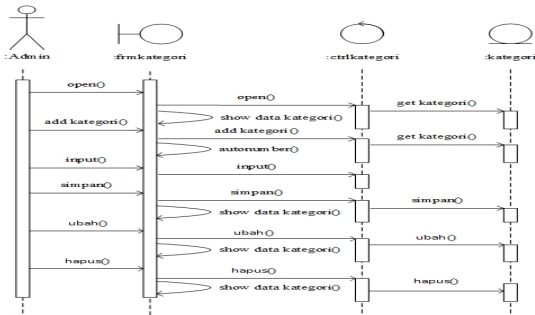 :Admin :frmkategori :ctrlkategori :kategori
open()
open()
get kategori()
show data kategori()
add kategori()
add kategori()
get kategori()
autonumber()
input()
input()
simpan()
simpan()
simpan()
show data kategori()
ubah()
ubah()
ubah()
show data kategori()
hapus()
hapus()
hapus()
show data kategori()